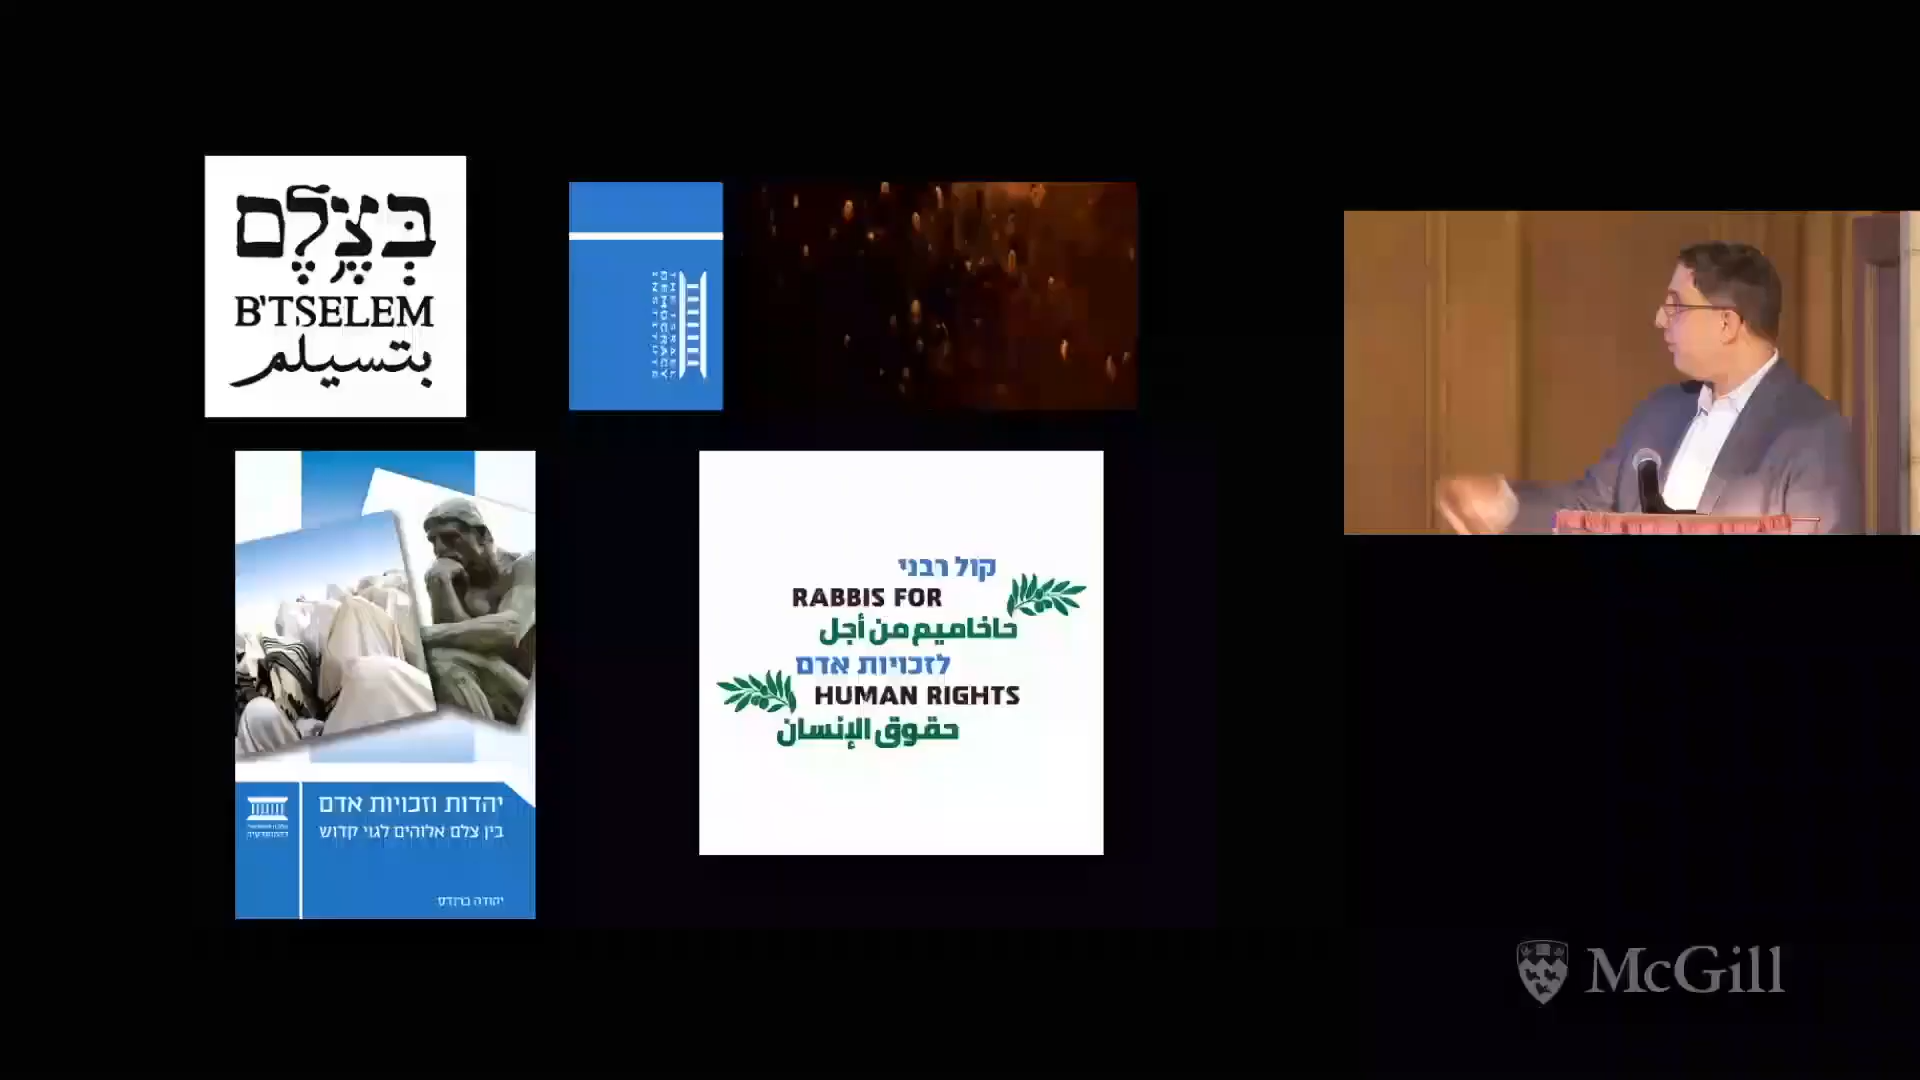 בְּצֶלֶם
B'TSELEM
بتسيلم
THE ISRAEL
DEMOCRACY
INSTITUTE
יהדות וזכויות אדם
בין צלם אלוהים לגוי קדוש
יהודה ברנדס
קול רבני
RABBIS FOR
حاخاميم من أجل
לזכויות אדם
HUMAN RIGHTS
حقوق الإنسان
McGill